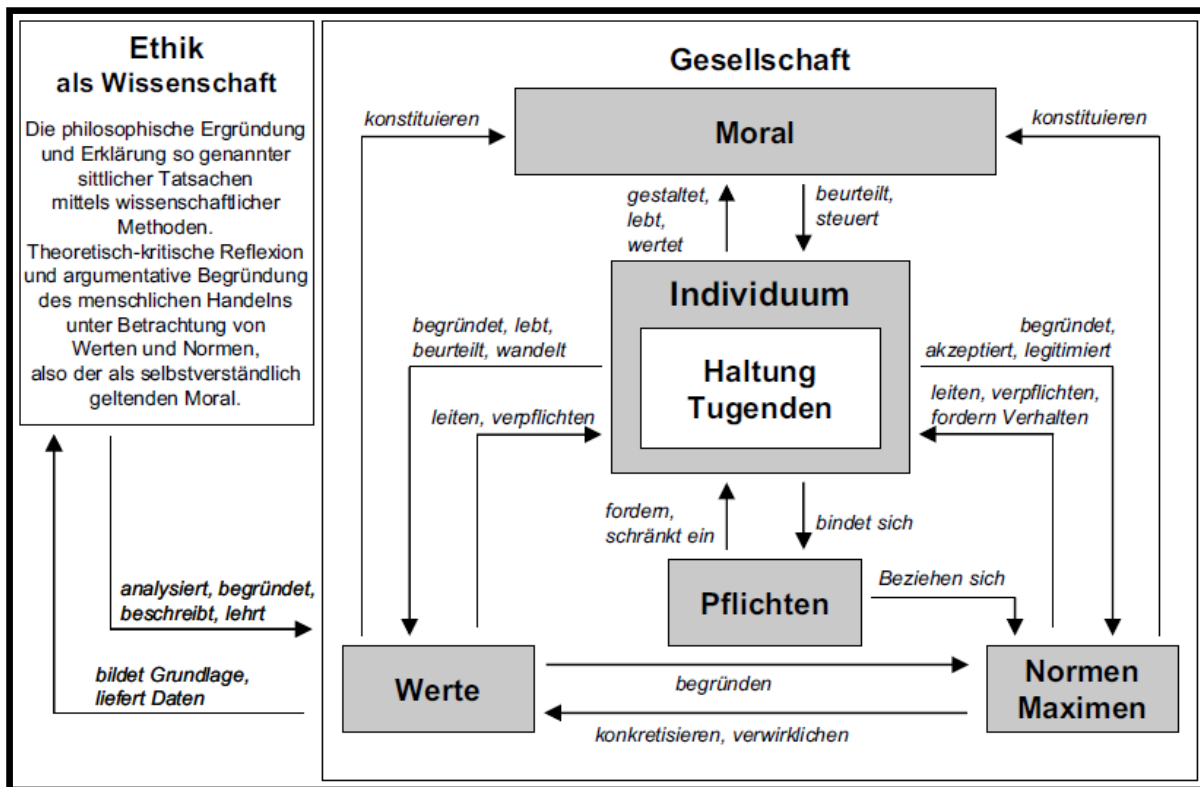 Ethik
als Wissenschaft
Die philosophische Ergründung
und Erklärung so genannter
sittlicher Tatsachen
mittels wissenschaftlicher
Methoden.
Theoretisch-kritische Reflexion
und argumentative Begründung
des menschlichen Handelns
unter Betrachtung von
Werten und Normen,
also der als selbstverständlich
geltenden Moral.
analysiert, begründet,
beschreibt, lehrt
bildet Grundlage,
liefert Daten
Gesellschaft
konstituieren
Moral
konstituieren
gestaltet,
lebt,
wertet
beurteilt,
steuert
Individuum
Haltung
Tugenden
begründet, lebt,
beurteilt, wandelt
leiten, verpflichten
begründet,
akzeptiert, legitimiert
leiten, verpflichten,
fordern Verhalten
fordern,
schränkt ein
bindet sich
Pflichten
Beziehen sich
Werte
begründen
konkretisieren, verwirklichen
Normen
Maximen